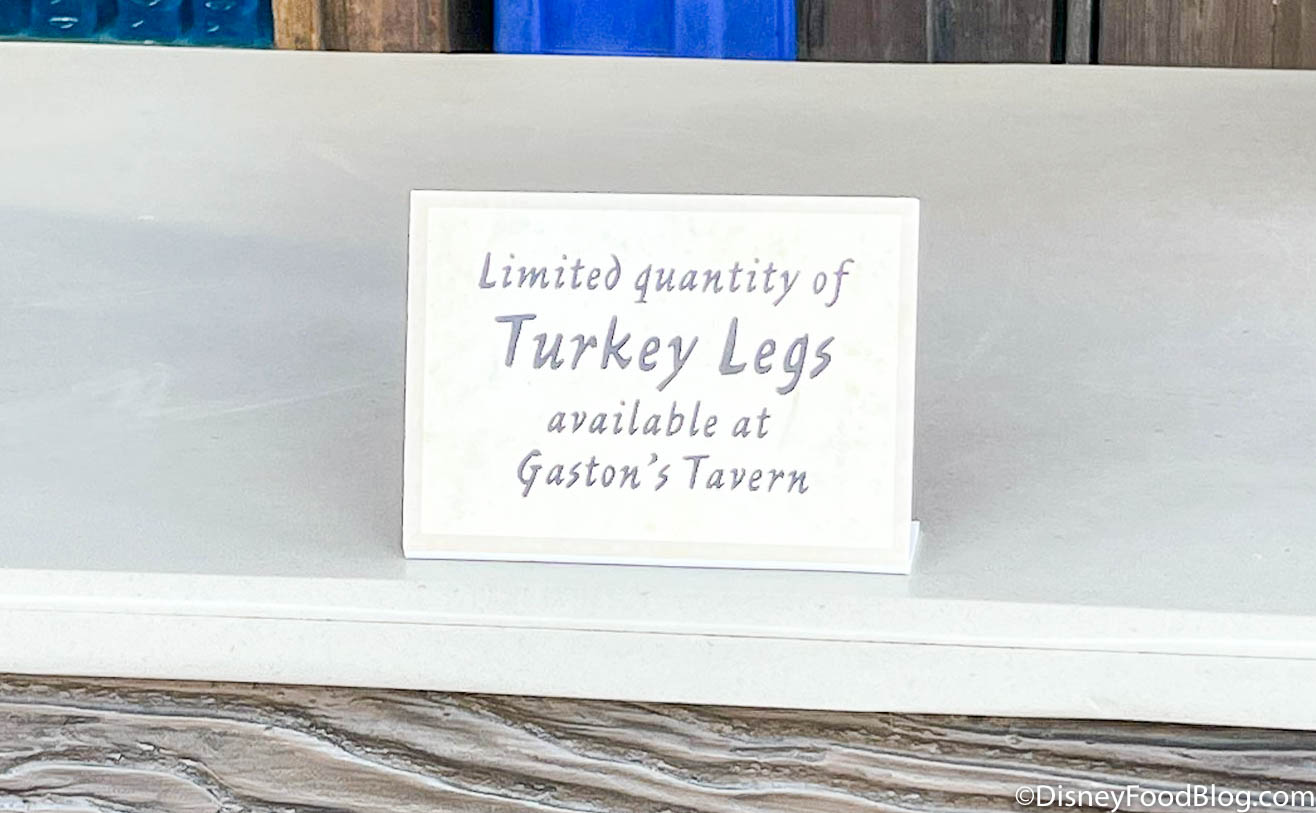 Limited quantity of
Turkey Legs
available at
Gaston's Tavern
©DisneyFoodBlog.com